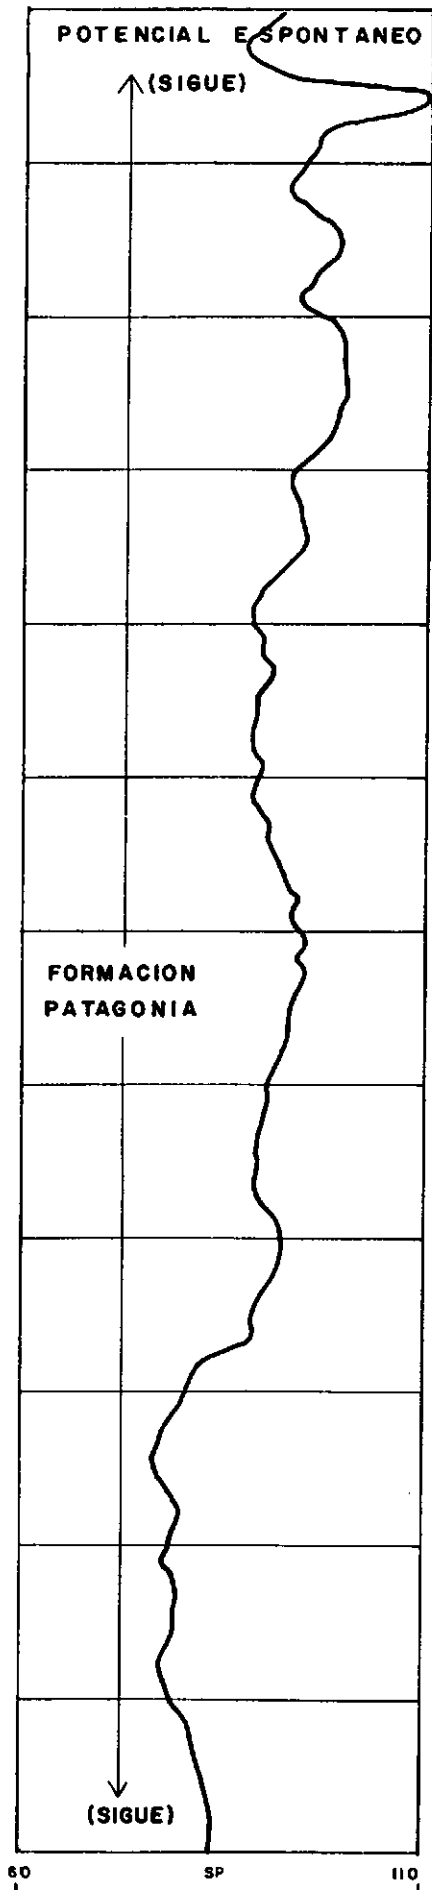 POTENCIAL ESPONTANEO
(SIGUE)
FORMACION
PATAGONIA
(SIGUE)
60 SP 110